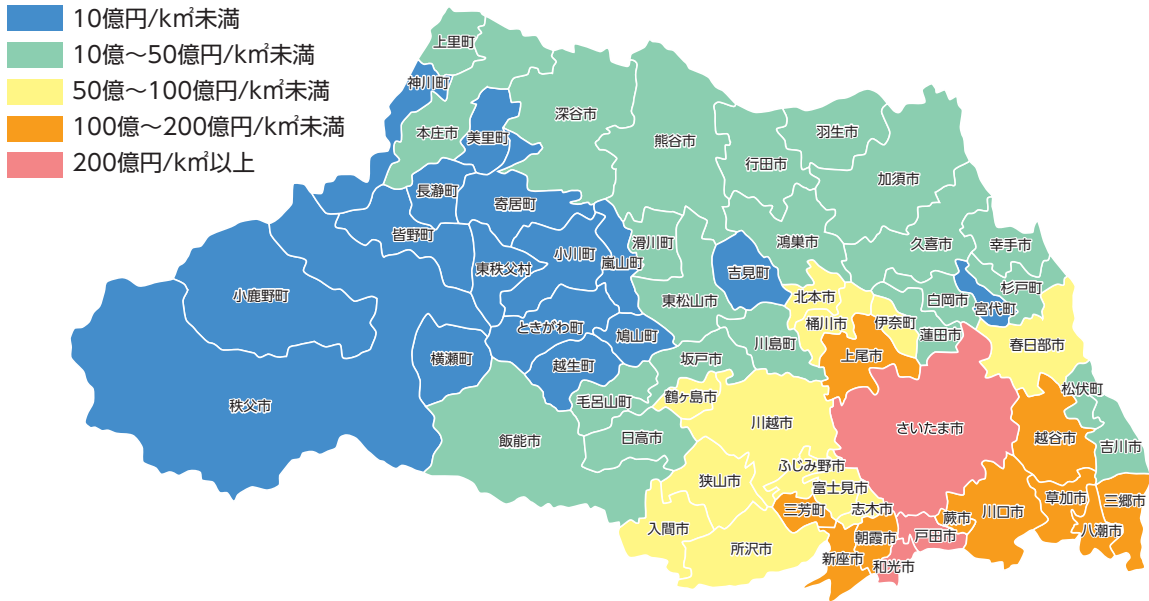 10億円/k㎡未満
10億～50億円/k㎡未満
50億～100億円/k㎡未満
100億～200億円/k㎡未満
200億円/k㎡以上
上里町
神川町
本庄市
美里町
深谷市
熊谷市
行田市
羽生市
加須市
長瀞町
寄居町
皆野町
東秩父村
小川町
嵐山町
滑川町
吉見町
鴻巣市
久喜市
幸手市
小鹿野町
東松山市
北本市
桶川市
伊奈町
白岡市
杉戸町
宮代町
ときがわ町
鳩山町
川島町
上尾市
蓮田市
春日部市
横瀬町
越生町
坂戸市
松伏町
秩父市
毛呂山町
鶴ヶ島市
川越市
さいたま市
越谷市
吉川市
飯能市
日高市
ふじみ野市
狭山市
富士見市
三芳町
志木市
蕨市
川口市
草加市
三郷市
入間市
所沢市
新座市
朝霞市
戸田市
八潮市
和光市